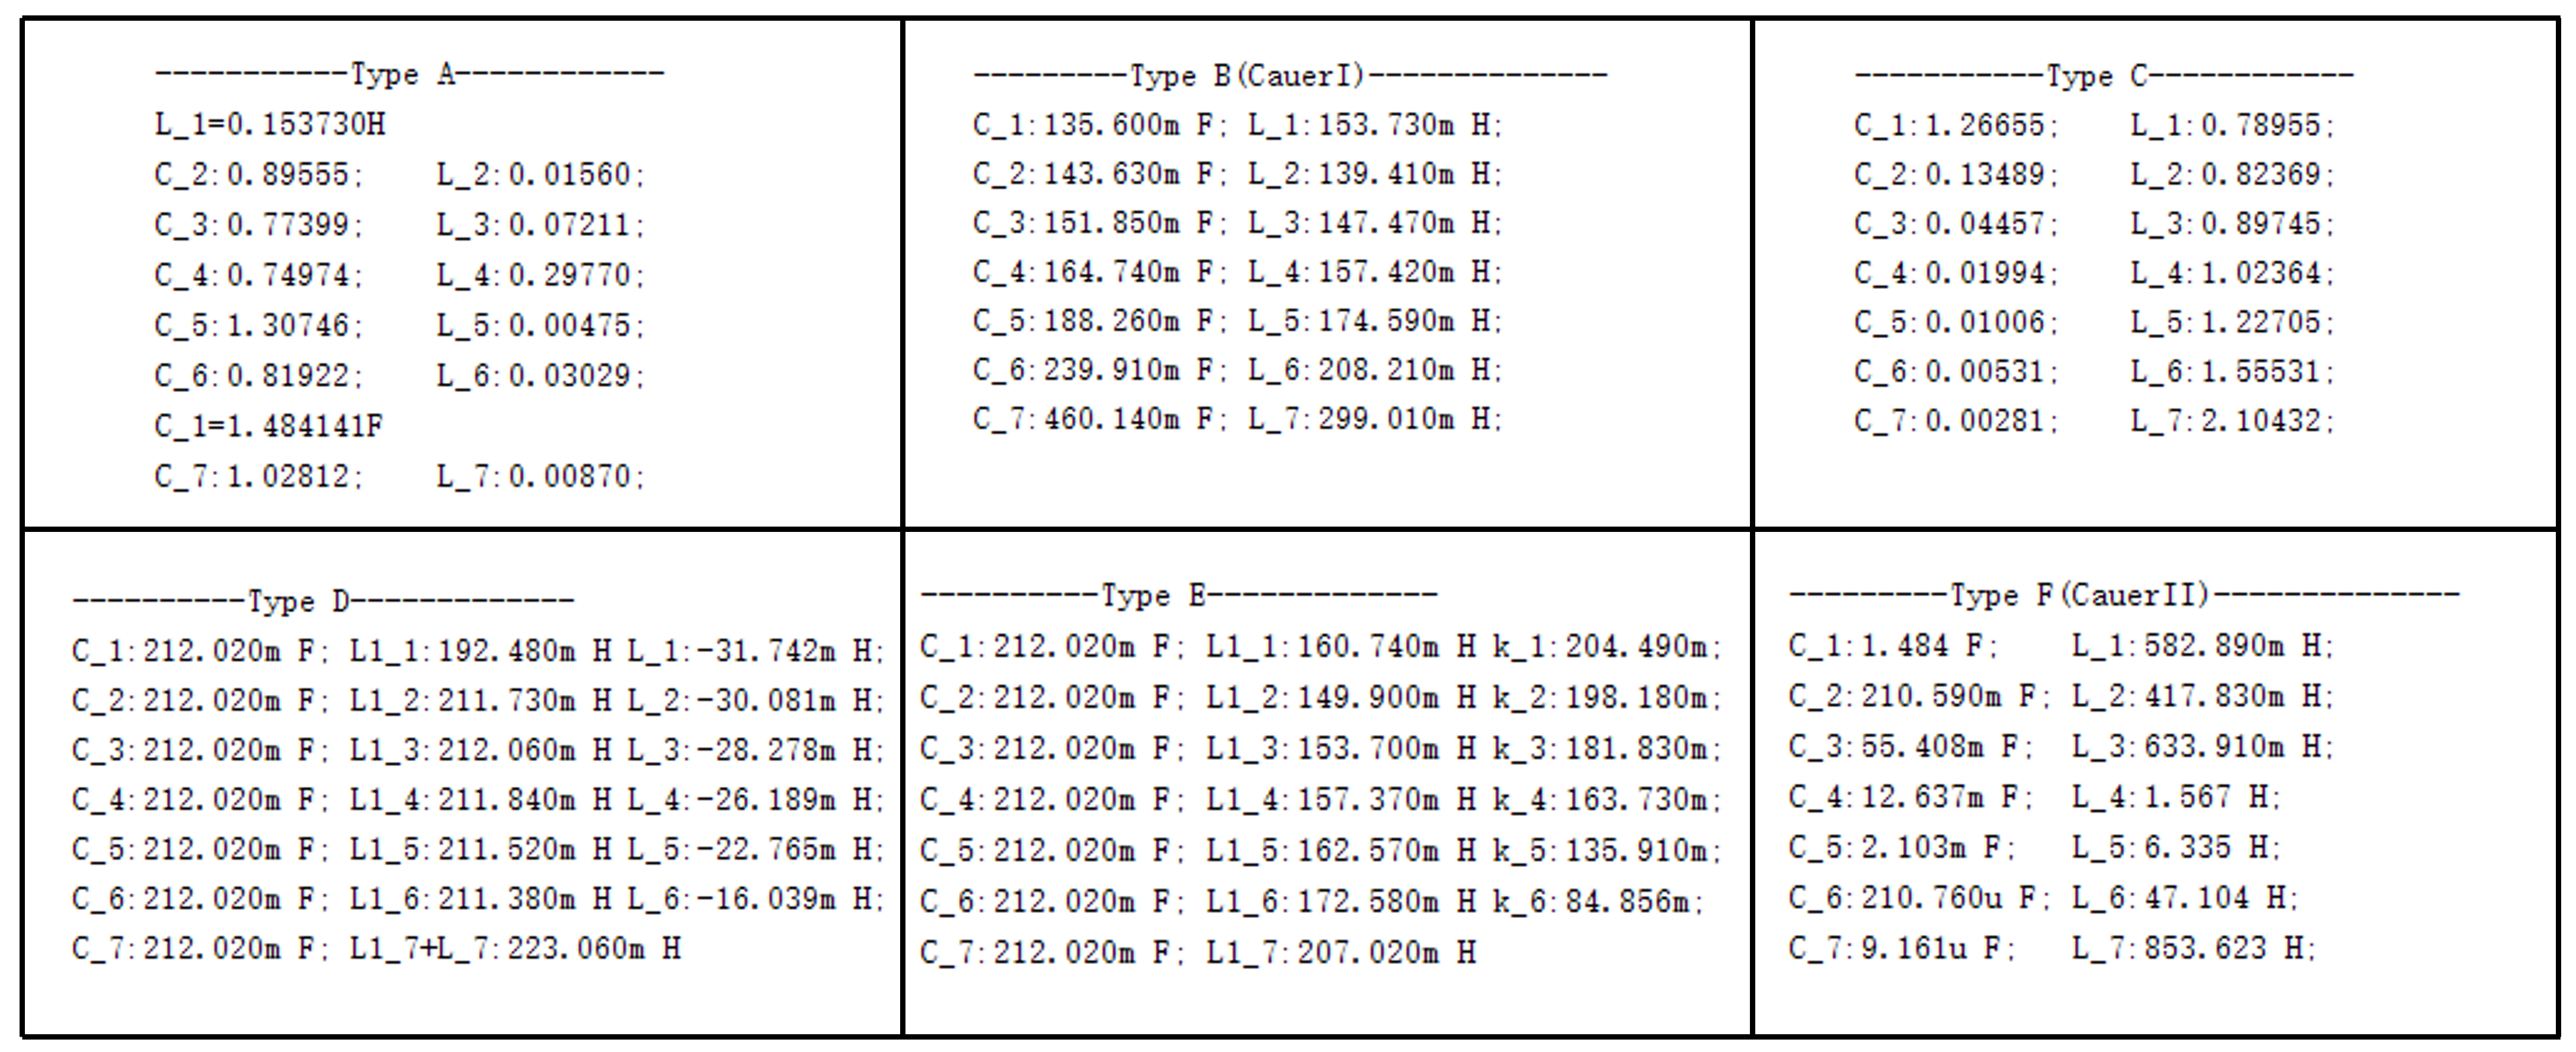 -----------Type A------------
L_1=0.153730H
C_2:0.89555;    L_2:0.01560;
C_3:0.77399;    L_3:0.07211;
C_4:0.74974;    L_4:0.29770;
C_5:1.30746;    L_5:0.00475;
C_6:0.81922;    L_6:0.03029;
C_1=1.484141F
C_7:1.02812;    L_7:0.00870;
---------Type B(CauerI)--------------
C_1:135.600m F; L_1:153.730m H;
C_2:143.630m F; L_2:139.410m H;
C_3:151.850m F; L_3:147.470m H;
C_4:164.740m F; L_4:157.420m H;
C_5:188.260m F; L_5:174.590m H;
C_6:239.910m F; L_6:208.210m H;
C_7:460.140m F; L_7:299.010m H;
-----------Type C------------
C_1:1.26655;    L_1:0.78955;
C_2:0.13489;    L_2:0.82369;
C_3:0.04457;    L_3:0.89745;
C_4:0.01994;    L_4:1.02364;
C_5:0.01006;    L_5:1.22705;
C_6:0.00531;    L_6:1.55531;
C_7:0.00281;    L_7:2.10432;
----------Type D-------------
C_1:212.020m F; L1_1:192.480m H L_1:-31.742m H;
C_2:212.020m F; L1_2:211.730m H L_2:-30.081m H;
C_3:212.020m F; L1_3:212.060m H L_3:-28.278m H;
C_4:212.020m F; L1_4:211.840m H L_4:-26.189m H;
C_5:212.020m F; L1_5:211.520m H L_5:-22.765m H;
C_6:212.020m F; L1_6:211.380m H L_6:-16.039m H;
C_7:212.020m F; L1_7+L_7:223.060m H
----------Type E-------------
C_1:212.020m F; L1_1:160.740m H k_1:204.490m;
C_2:212.020m F; L1_2:149.900m H k_2:198.180m;
C_3:212.020m F; L1_3:153.700m H k_3:181.830m;
C_4:212.020m F; L1_4:157.370m H k_4:163.730m;
C_5:212.020m F; L1_5:162.570m H k_5:135.910m;
C_6:212.020m F; L1_6:172.580m H k_6:84.856m;
C_7:212.020m F; L1_7:207.020m H
---------Type F(CauerII)--------------
C_1:1.484 F;    L_1:582.890m H;
C_2:210.590m F; L_2:417.830m H;
C_3:55.408m F;  L_3:633.910m H;
C_4:12.637m F;  L_4:1.567 H;
C_5:2.103m F;   L_5:6.335 H;
C_6:210.760u F; L_6:47.104 H;
C_7:9.161u F;   L_7:853.623 H;